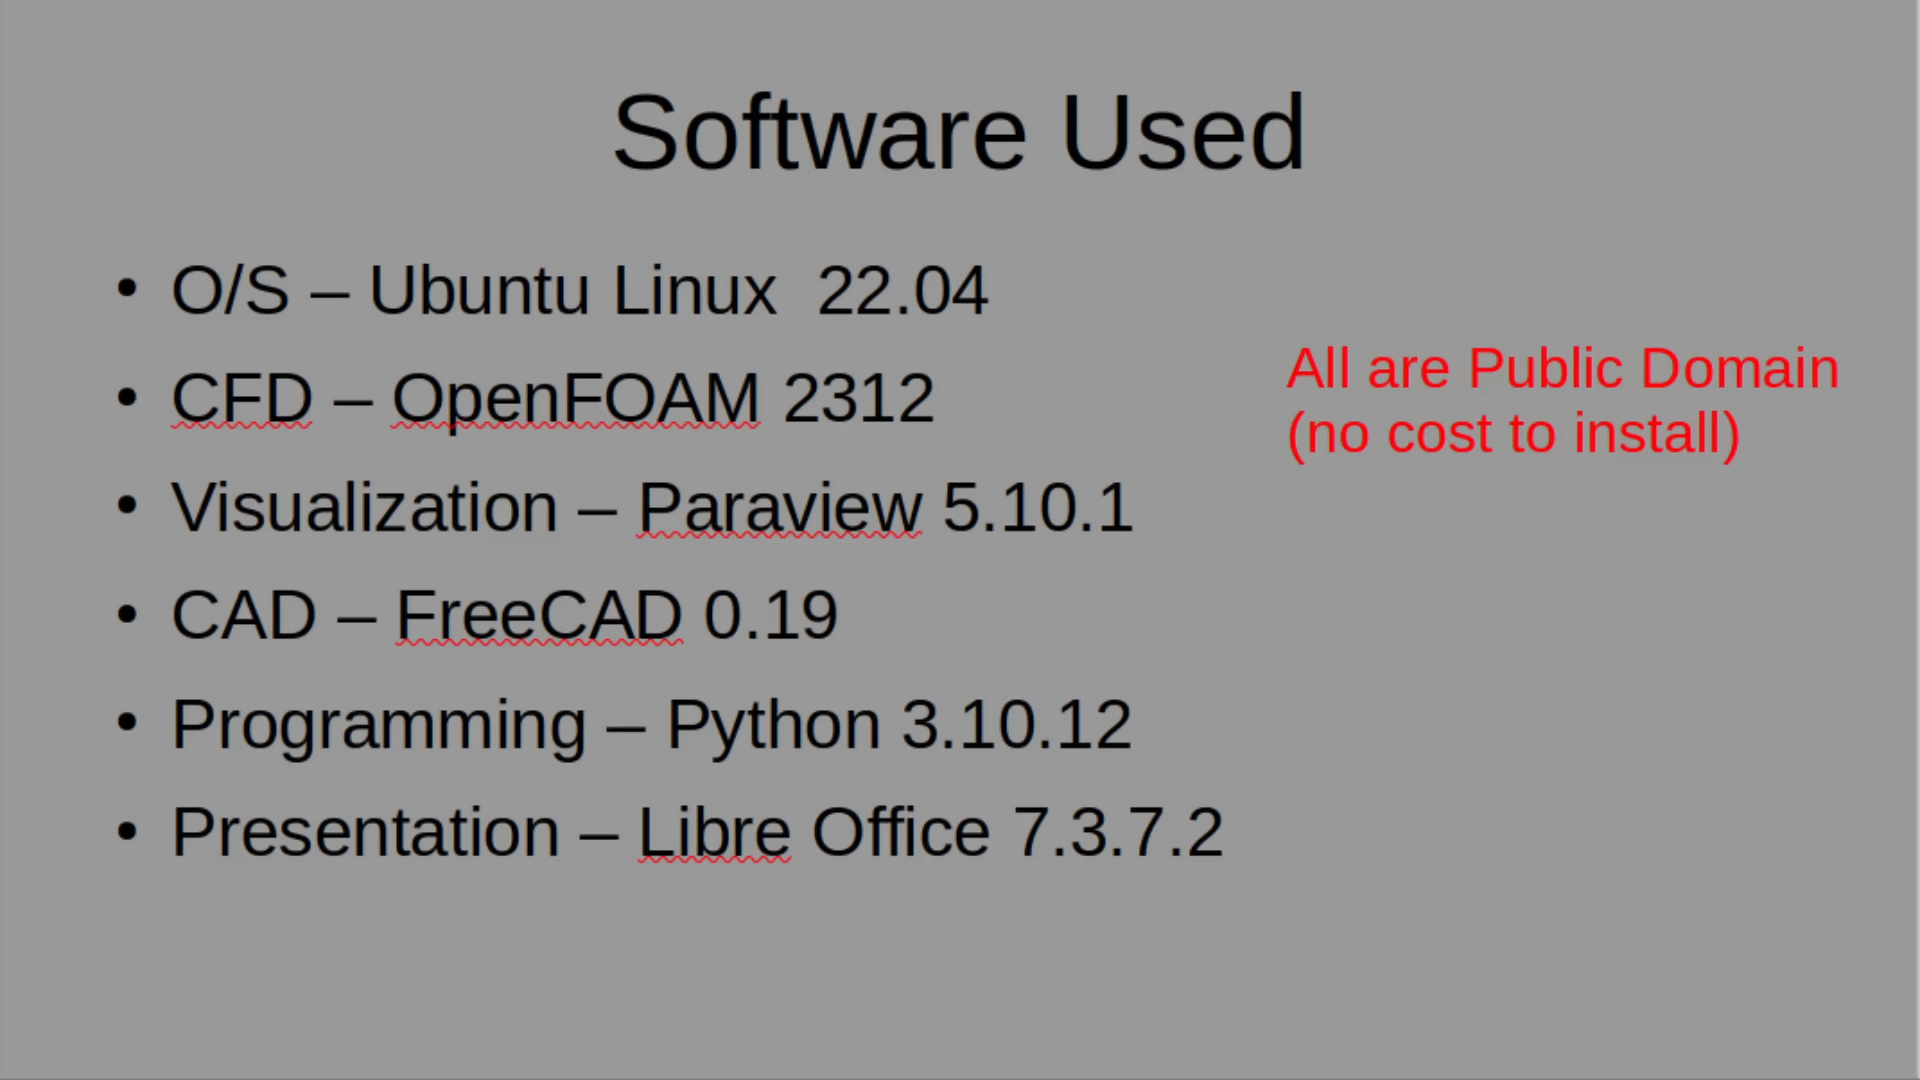 Software Used
• O/S – Ubuntu Linux  22.04
• CFD – OpenFOAM 2312
All are Public Domain
(no cost to install)
• Visualization – Paraview 5.10.1
• CAD – FreeCAD 0.19
• Programming – Python 3.10.12
• Presentation – Libre Office 7.3.7.2